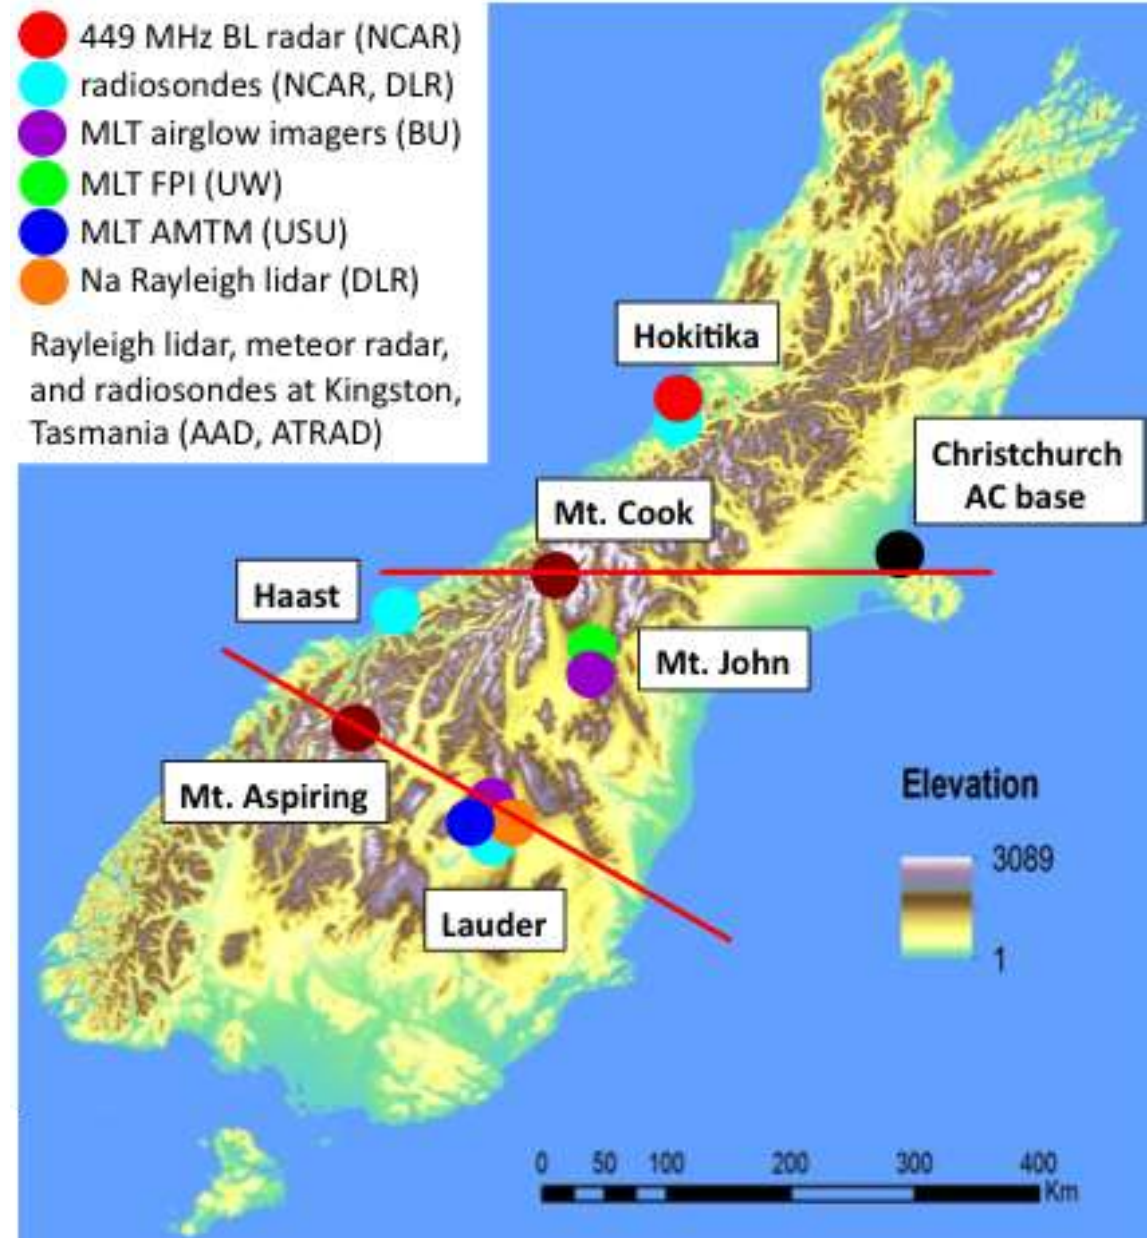 449 MHz BL radar (NCAR)
radiosondes (NCAR, DLR)
MLT airglow imagers (BU)
MLT FPI (UW)
MLT AMTM (USU)
Na Rayleigh lidar (DLR)
Rayleigh lidar, meteor radar,
and radiosondes at Kingston,
Tasmania (AAD, ATRAD)
Hokitika
Christchurch
AC base
Mt. Cook
Haast
Mt. John
Mt. Aspiring
Lauder
Elevation
3089
1
0 50 100 200 300 400
Km